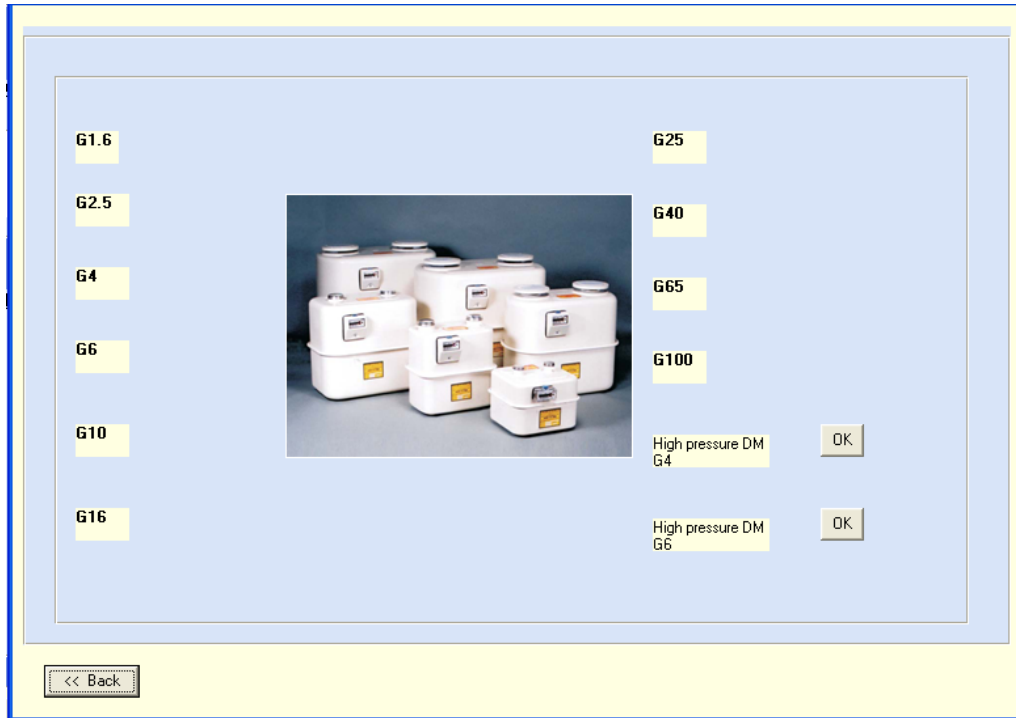 G1.6
G2.5
G4
G6
G10
G16
G25
G40
G65
G100
High pressure DM
G4
OK
High pressure DM
G6
OK
<< Back